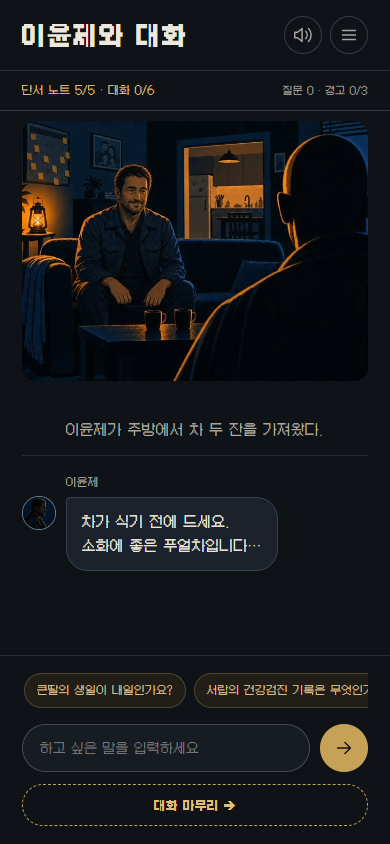 이윤제와 대화
단서 노트 5/5 · 대화 0/6
질문 0 · 경고 0/3
이윤제가 주방에서 차 두 잔을 가져왔다.
이윤제
차가 식기 전에 드세요.
소화에 좋은 푸얼차입니다…
큰딸의 생일이 내일인가요?
서랍의 건강검진 기록은 무엇인가
하고 싶은 말을 입력하세요
대화 마무리 →